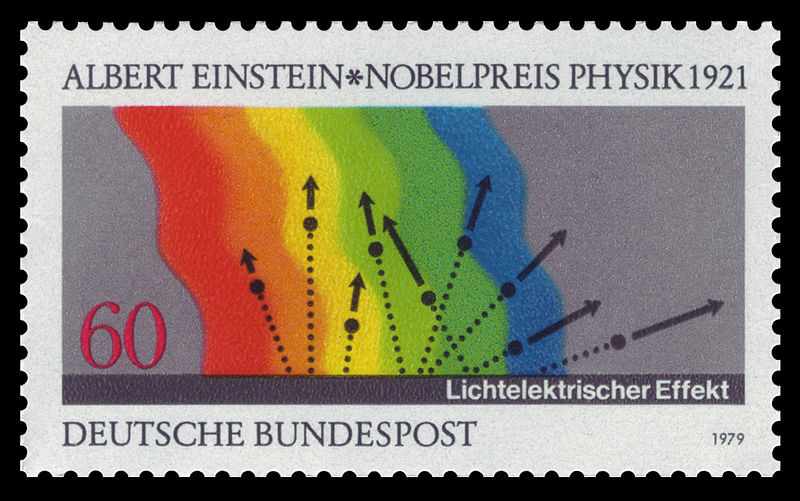 ALBERT EINSTEIN*NOBELPREIS PHYSIK 1921
60
Lichtelektrischer Effekt
DEUTSCHE BUNDESPOST
1979